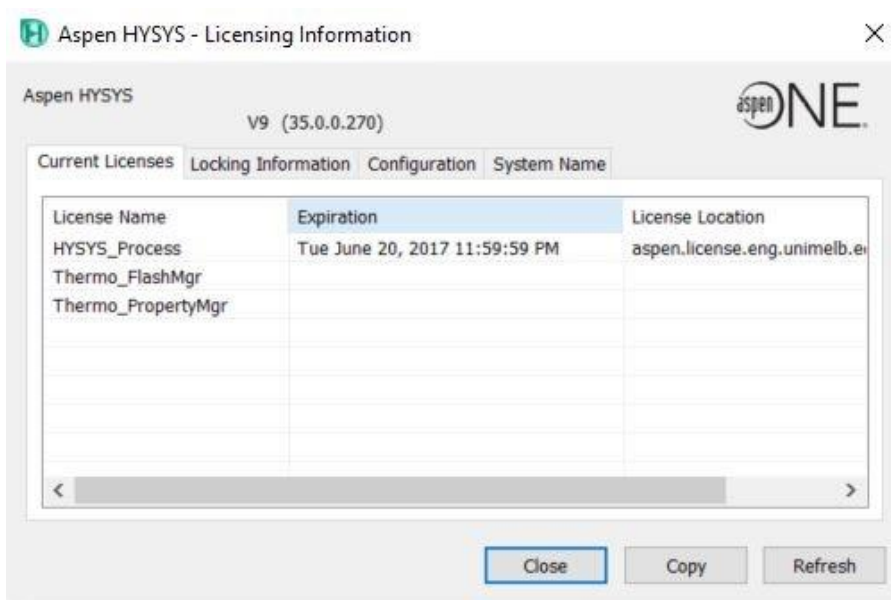 Aspen HYSYS - Licensing Information
Aspen HYSYS
aspen ONE
V9 (35.0.0.270)
Current Licenses Locking Information Configuration System Name
License Name Expiration License Location
HYSYS_Process Tue June 20, 2017 11:59:59 PM aspen.license.eng.unimelb.e
Thermo_FlashMgr
Thermo_PropertyMgr
Close Copy Refresh